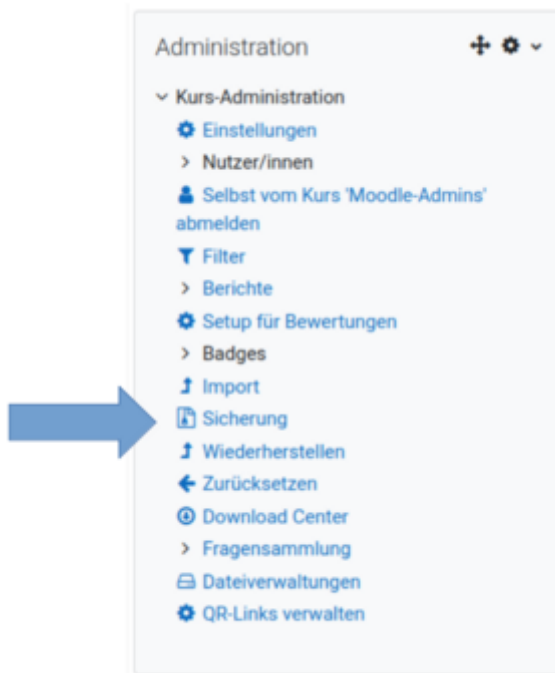 Administration
Kurs-Administration
Einstellungen
Nutzer/innen
Selbst vom Kurs 'Moodle-Admins'
abmelden
Filter
Berichte
Setup für Bewertungen
Badges
Import
Sicherung
Wiederherstellen
Zurücksetzen
Download Center
Fragensammlung
Dateiverwaltungen
QR-Links verwalten